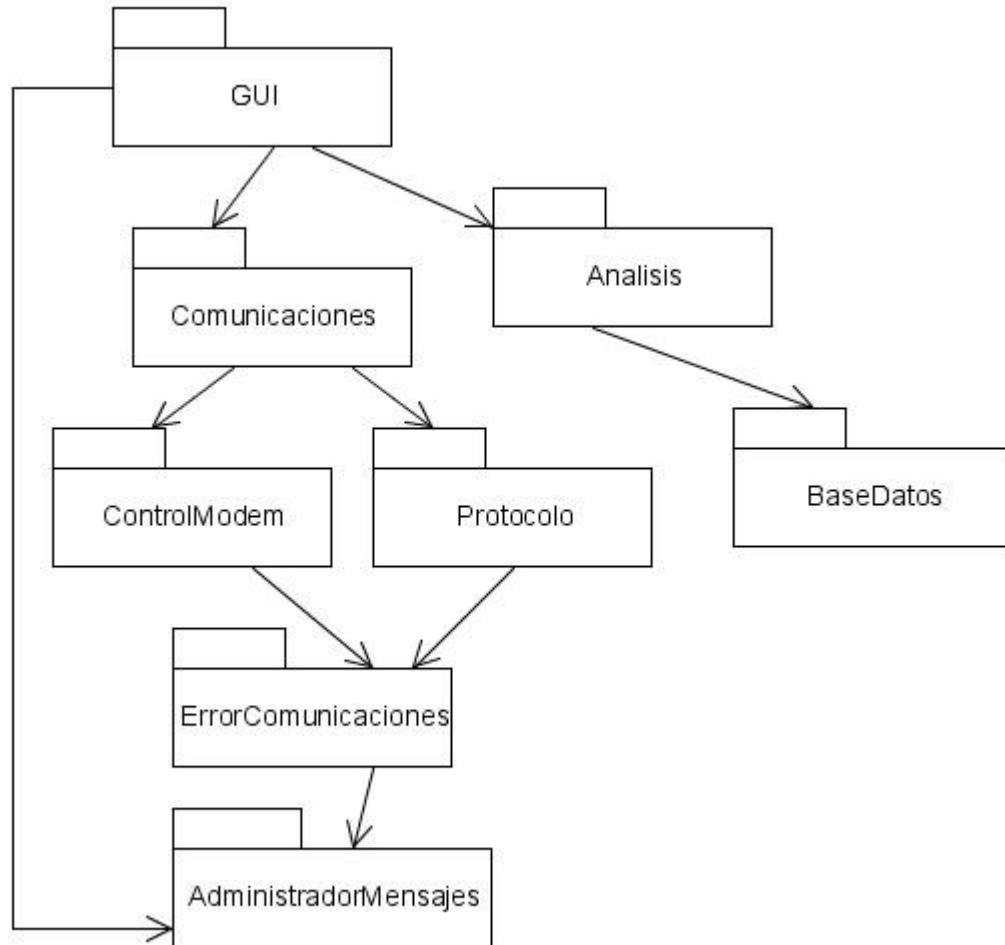 GUI
Analisis
Comunicaciones
BaseDatos
ControlModem
Protocolo
ErrorComunicaciones
AdministradorMensajes